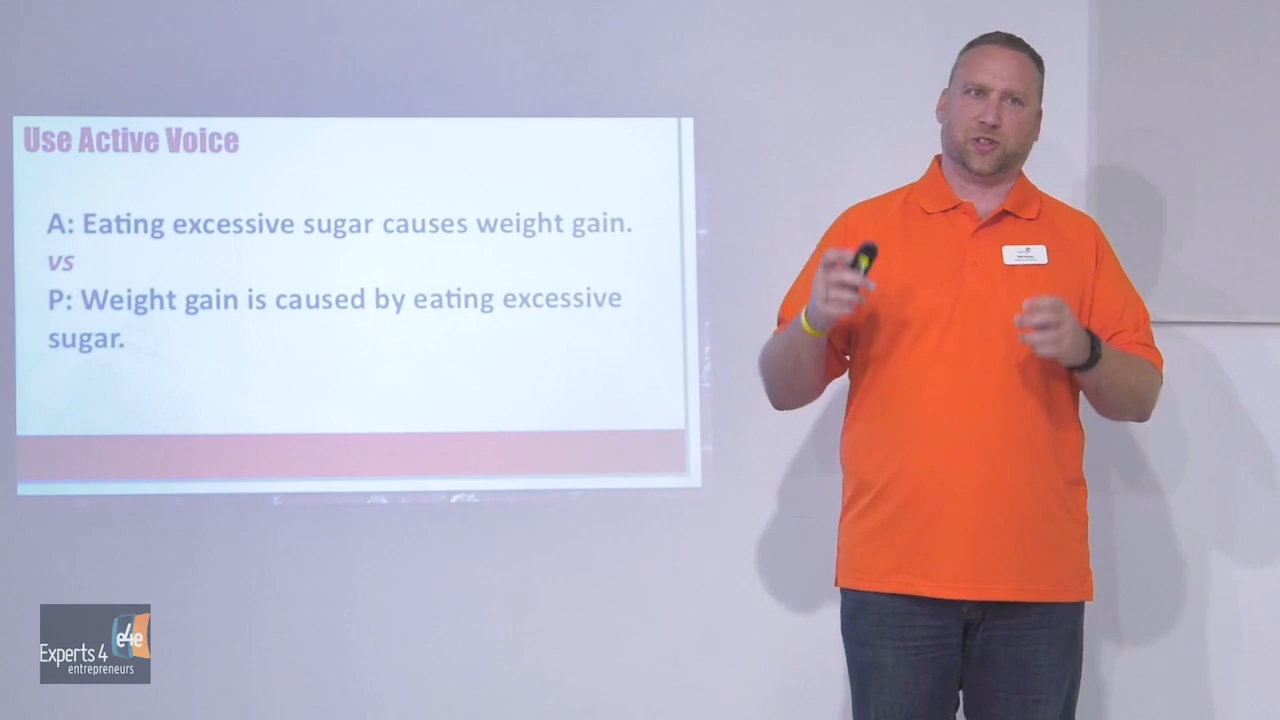 Use Active Voice
A: Eating excessive sugar causes weight gain.
vs
P: Weight gain is caused by eating excessive
sugar.
e4e
Experts 4
entrepreneurs